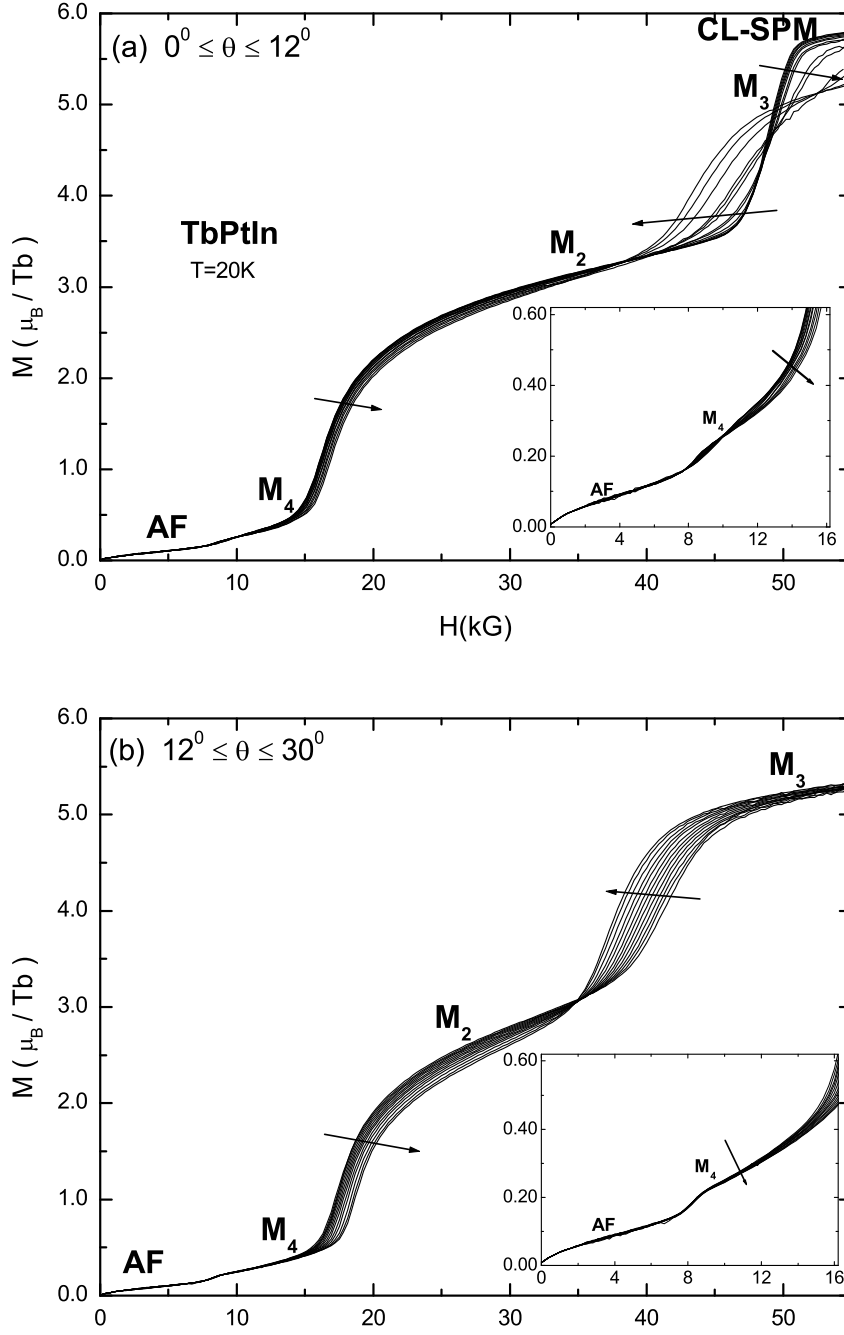 (a) 0⁰ ≤ θ ≤ 12⁰
CL-SPM
M₃
TbPtIn
T=20K
M₂
M₄
AF
M ( μ_B / Tb )
6.0
5.0
4.0
3.0
2.0
1.0
0.0
0 10 20 30 40 50
H(kG)
0.60
0.40
0.20
0.00
M₄
AF
0 4 8 12 16
(b) 12⁰ ≤ θ ≤ 30⁰
M₃
M₂
M₄
AF
M ( μ_B / Tb )
6.0
5.0
4.0
3.0
2.0
1.0
0.0
0 10 20 30 40 50
0.60
0.40
0.20
0.00
M₄
AF
0 4 8 12 16